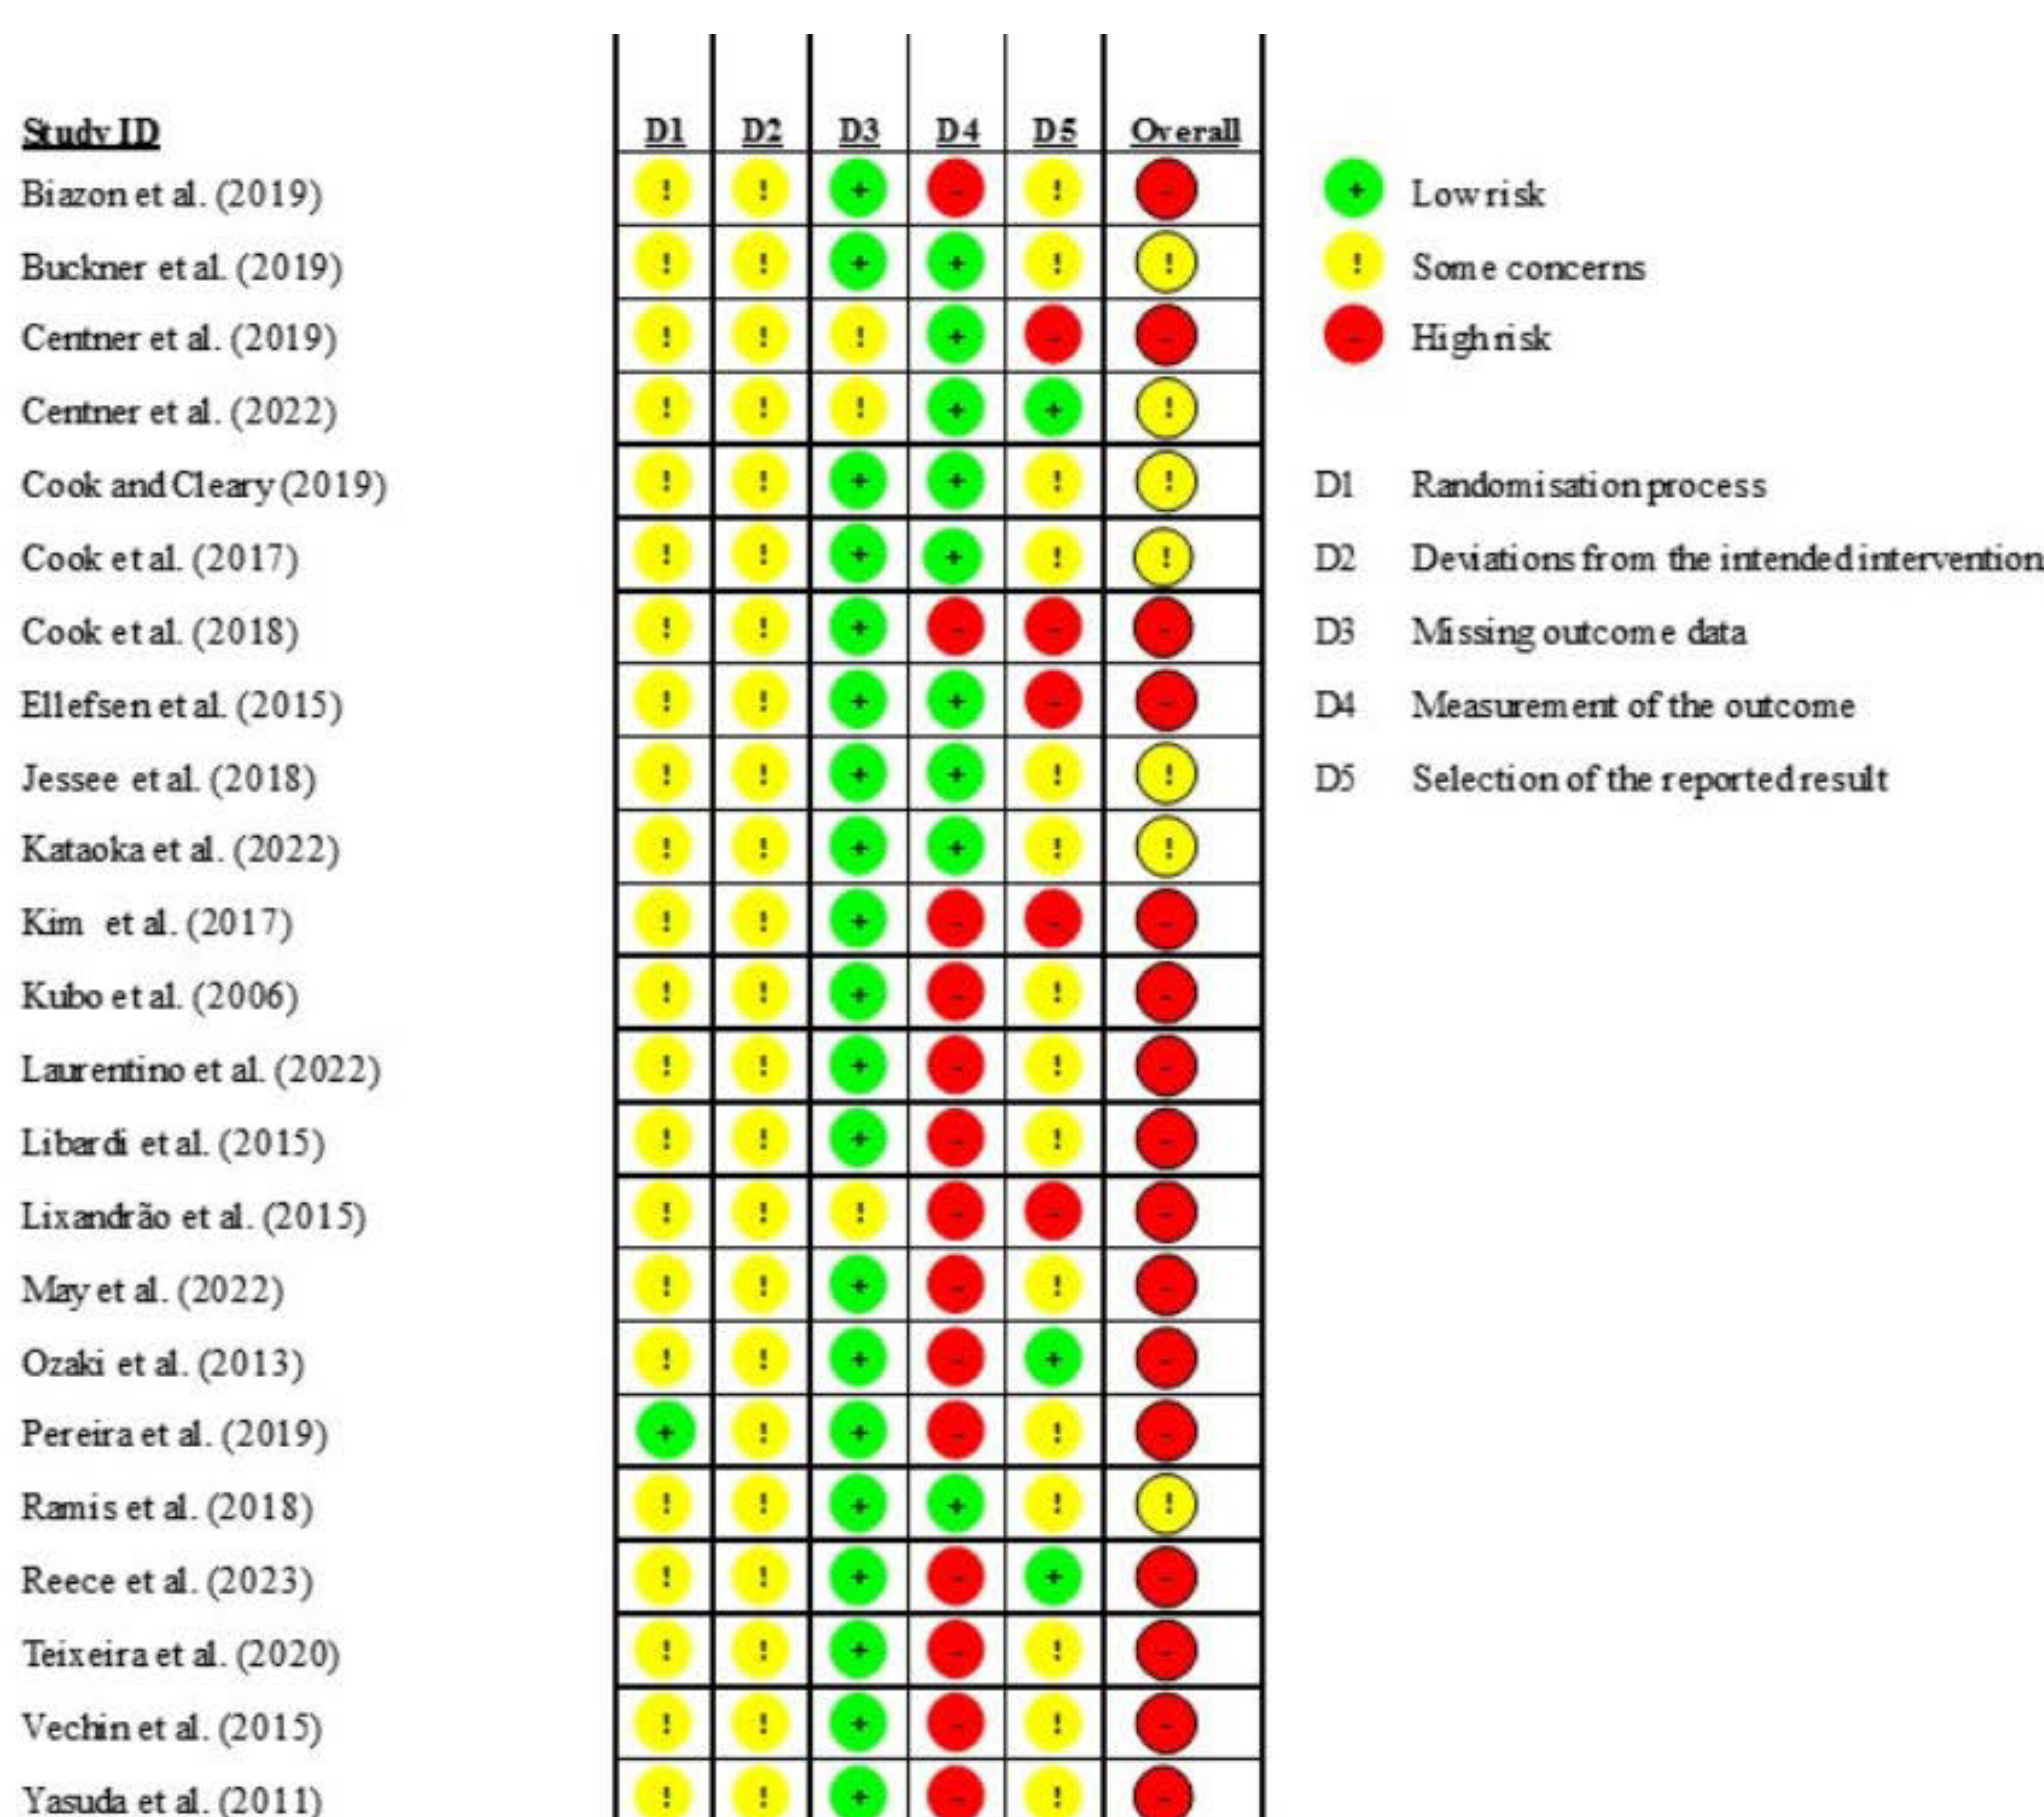 Study ID D1 D2 D3 D4 D5 Overall
Biazon et al. (2019) ! ! + - ! -
Buckner et al. (2019) ! ! + + ! !
Centner et al. (2019) ! ! ! + - -
Centner et al. (2022) ! ! ! + + !
Cook and Cleary (2019) ! ! + + ! !
Cook et al. (2017) ! ! + + ! !
Cook et al. (2018) ! ! + - - -
Ellefsen et al. (2015) ! ! + + - -
Jessee et al. (2018) ! ! + + ! !
Kataoka et al. (2022) ! ! + + ! !
Kim et al. (2017) ! ! + - - -
Kubo et al. (2006) ! ! + - ! -
Laurentino et al. (2022) ! ! + - ! -
Libardi et al. (2015) ! ! + - ! -
Lixandrão et al. (2015) ! ! ! - - -
May et al. (2022) ! ! + - ! -
Ozaki et al. (2013) ! ! + - + -
Pereira et al. (2019) + ! + - ! -
Ramis et al. (2018) ! ! + + ! !
Reece et al. (2023) ! ! + - + -
Teixeira et al. (2020) ! ! + - ! -
Vechin et al. (2015) ! ! + - ! -
Yasuda et al. (2011) ! ! + - ! -
+ Low risk
! Some concerns
- High risk
D1 Randomisation process
D2 Deviations from the intended intervention
D3 Missing outcome data
D4 Measurement of the outcome
D5 Selection of the reported result